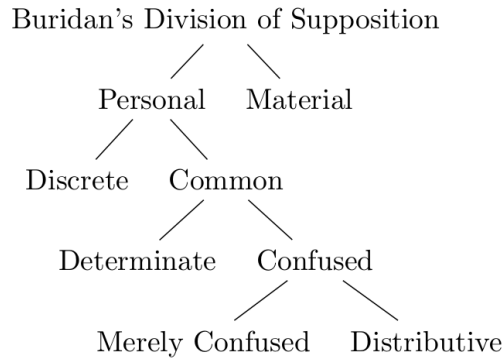 Buridan's Division of Supposition
Personal Material
Discrete Common
Determinate Confused
Merely Confused Distributive